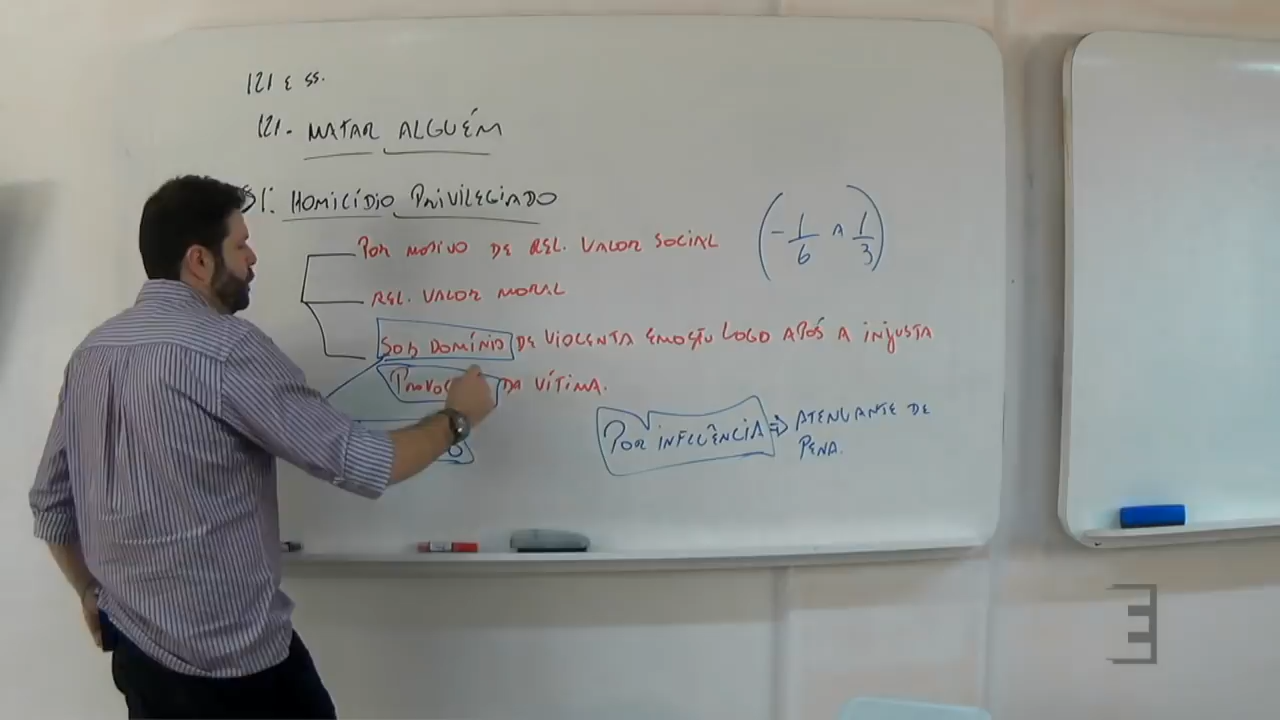 121 E SS.
121- MATAR ALGUÉM
§1º. HOMICÍDIO PRIVILEGIADO
POR MOTIVO DE REL. VALOR SOCIAL
(- 1/6 A 1/3)
REL. VALOR MORAL
SOB DOMÍNIO DE VIOLENTA EMOÇÃO LOGO APÓS A INJUSTA
DA VÍTIMA.
POR INFLUÊNCIA ⇒ ATENUANTE DE
PENA.